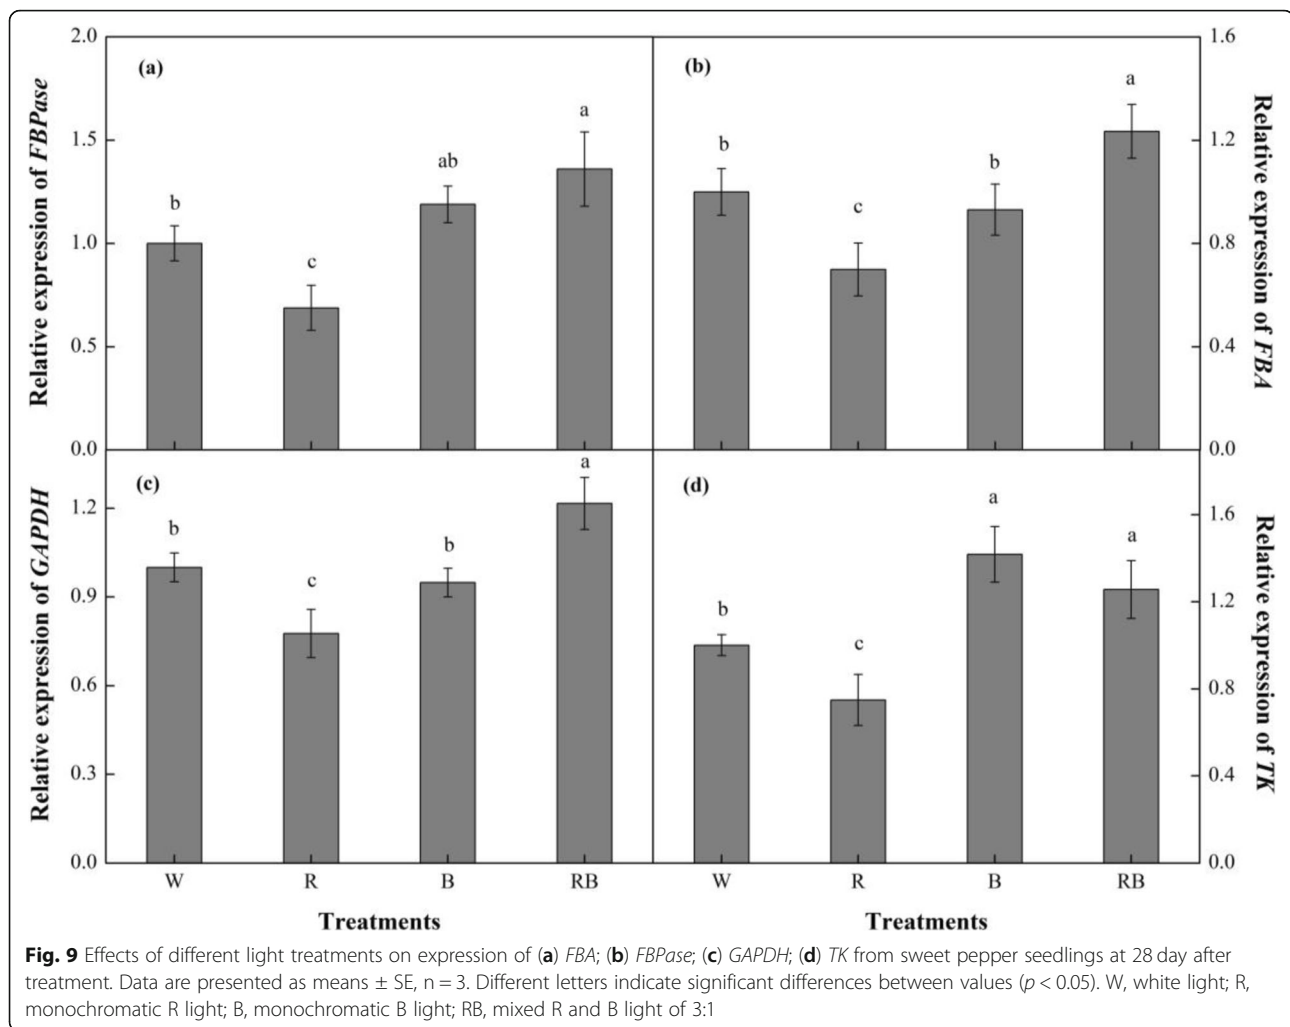 2.0
1.5
1.0
0.5
0.0
Relative expression of FBPase
(a)
b
c
ab
a
(b)
b
c
b
a
1.6
1.2
0.8
0.4
0.0
Relative expression of FBA
1.2
0.9
0.6
0.3
0.0
Relative expression of GAPDH
(c)
b
c
b
a
W R B RB
Treatments
(d)
b
c
a
a
1.6
1.2
0.8
0.4
0.0
Relative expression of TK
W R B RB
Treatments
Fig. 9 Effects of different light treatments on expression of (a) FBA; (b) FBPase; (c) GAPDH; (d) TK from sweet pepper seedlings at 28 day after
treatment. Data are presented as means ± SE, n = 3. Different letters indicate significant differences between values (p < 0.05). W, white light; R,
monochromatic R light; B, monochromatic B light; RB, mixed R and B light of 3:1